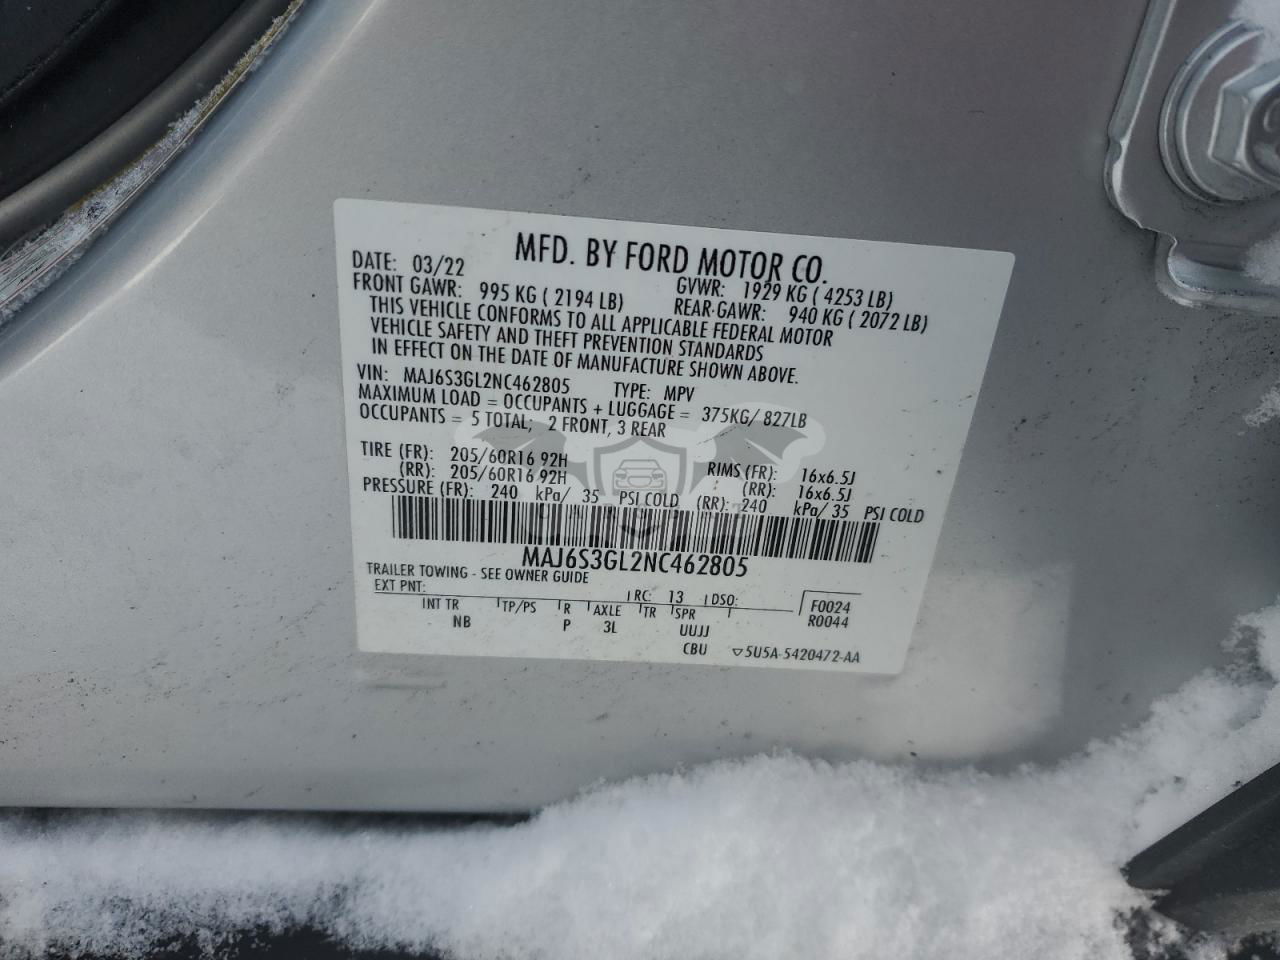 MFD. BY FORD MOTOR CO.
DATE: 03/22 GVWR: 1929 KG ( 4253 LB)
FRONT GAWR: 995 KG ( 2194 LB) REAR GAWR: 940 KG ( 2072 LB)
THIS VEHICLE CONFORMS TO ALL APPLICABLE FEDERAL MOTOR
VEHICLE SAFETY AND THEFT PREVENTION STANDARDS
IN EFFECT ON THE DATE OF MANUFACTURE SHOWN ABOVE.
VIN: MAJ6S3GL2NC462805 TYPE: MPV
MAXIMUM LOAD = OCCUPANTS + LUGGAGE = 375KG/ 827LB
OCCUPANTS = 5 TOTAL; 2 FRONT, 3 REAR
TIRE (FR): 205/60R16 92H RIMS (FR): 16x6.5J
(RR): 205/60R16 92H (RR): 16x6.5J
PRESSURE (FR): 240 kPa/ 35 PSI COLD (RR): 240 kPa/ 35 PSI COLD
MAJ6S3GL2NC462805
TRAILER TOWING - SEE OWNER GUIDE
EXT PNT: RC: 13 DSO: F0024
INT TR TP/PS R AXLE TR SPR R0044
NB P 3L UUJJ
CBU 5U5A-5420472-AA